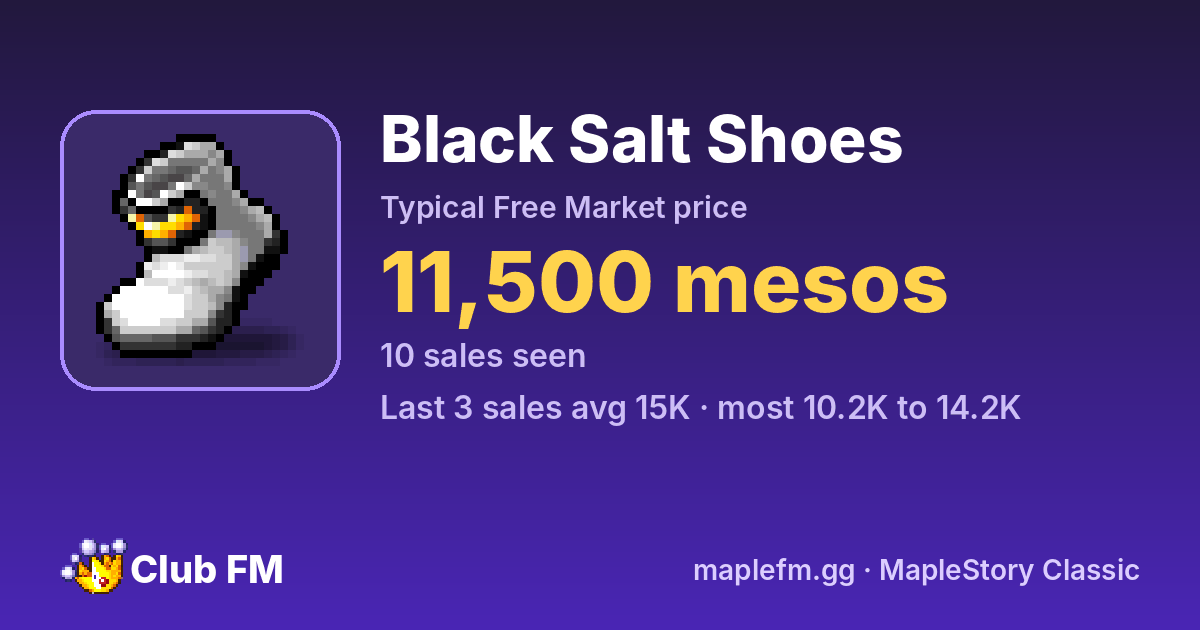 Black Salt Shoes
Typical Free Market price
11,500 mesos
10 sales seen
Last 3 sales avg 15K · most 10.2K to 14.2K
Club FM
maplefm.gg · MapleStory Classic